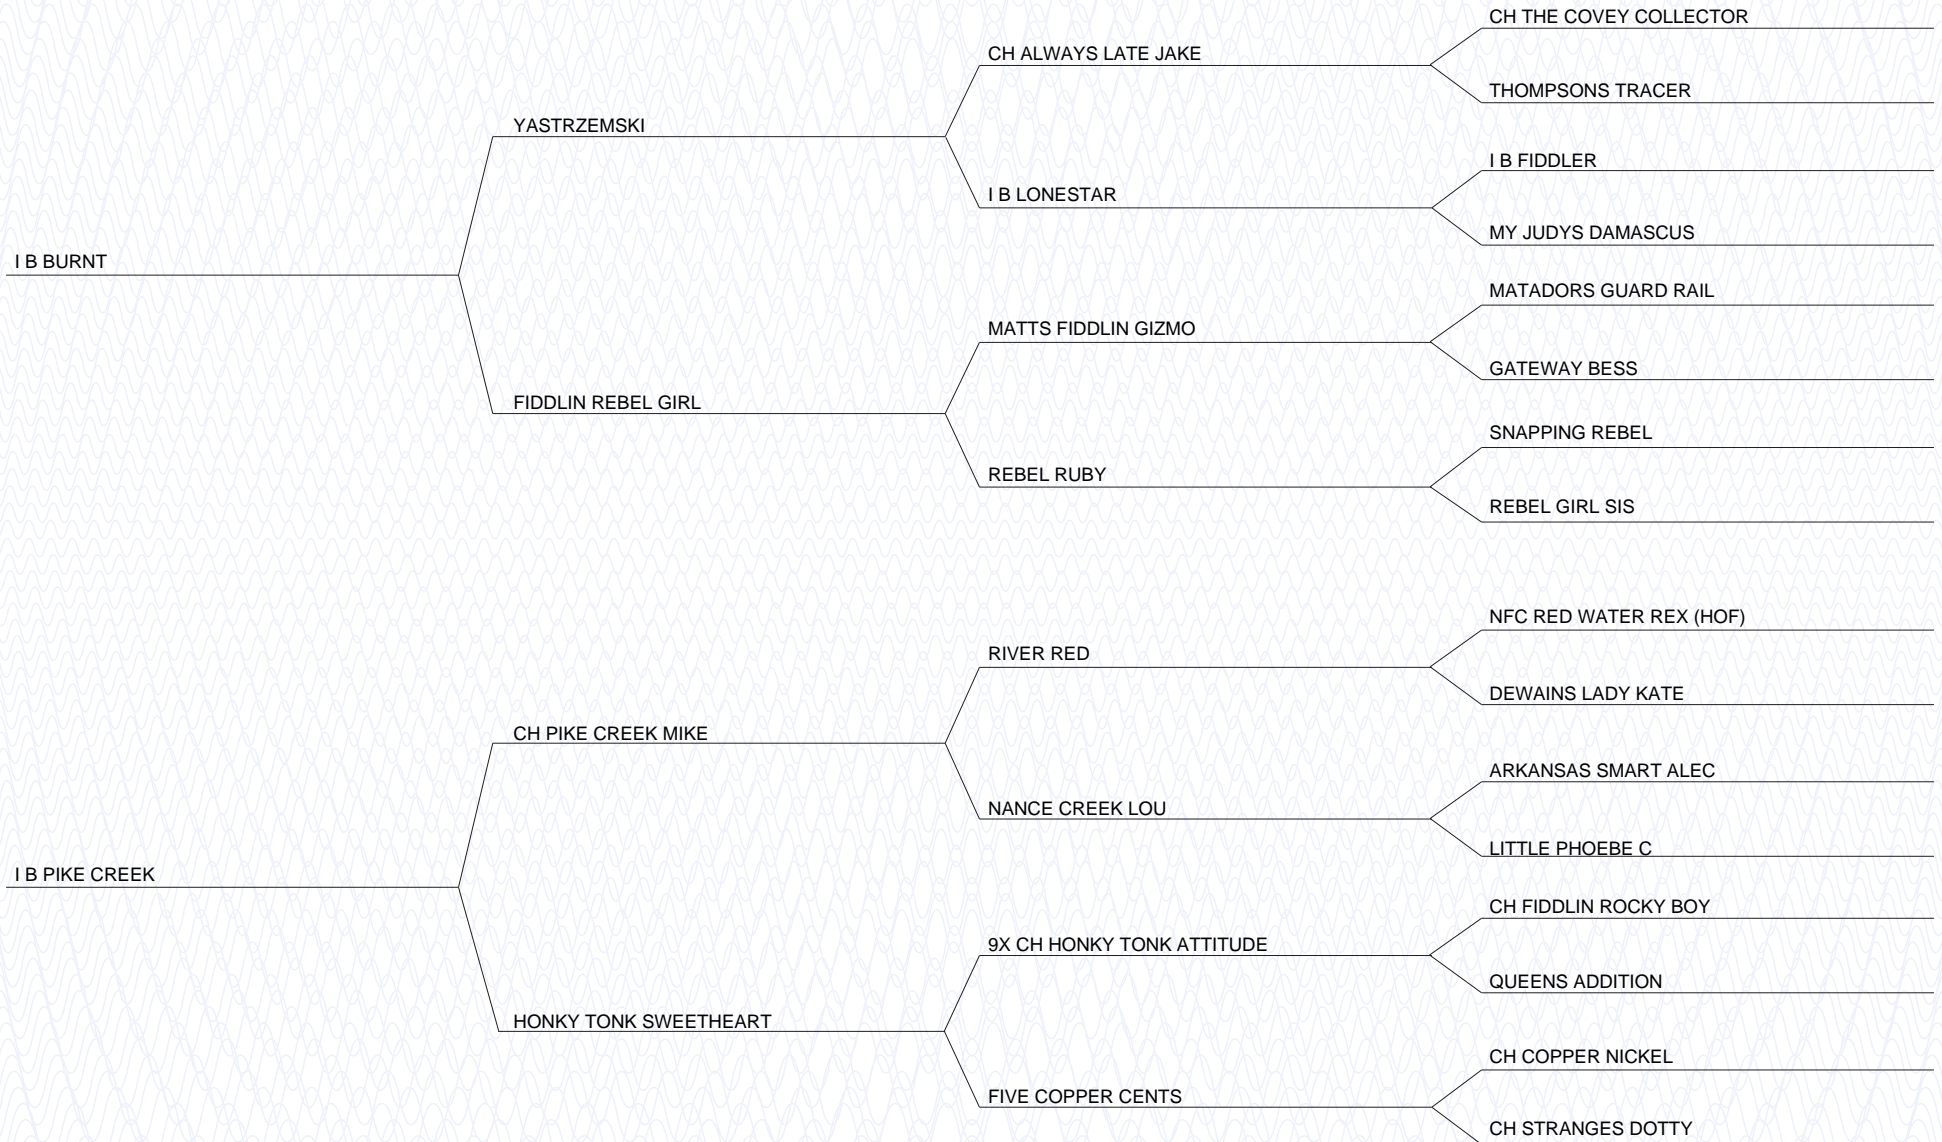 CH THE COVEY COLLECTOR
CH ALWAYS LATE JAKE
THOMPSONS TRACER
YASTRZEMSKI
I B FIDDLER
I B LONESTAR
MY JUDYS DAMASCUS
I B BURNT
MATADORS GUARD RAIL
MATTS FIDDLIN GIZMO
GATEWAY BESS
FIDDLIN REBEL GIRL
SNAPPING REBEL
REBEL RUBY
REBEL GIRL SIS
NFC RED WATER REX (HOF)
RIVER RED
DEWAINS LADY KATE
CH PIKE CREEK MIKE
ARKANSAS SMART ALEC
NANCE CREEK LOU
LITTLE PHOEBE C
I B PIKE CREEK
CH FIDDLIN ROCKY BOY
9X CH HONKY TONK ATTITUDE
QUEENS ADDITION
HONKY TONK SWEETHEART
CH COPPER NICKEL
FIVE COPPER CENTS
CH STRANGES DOTTY